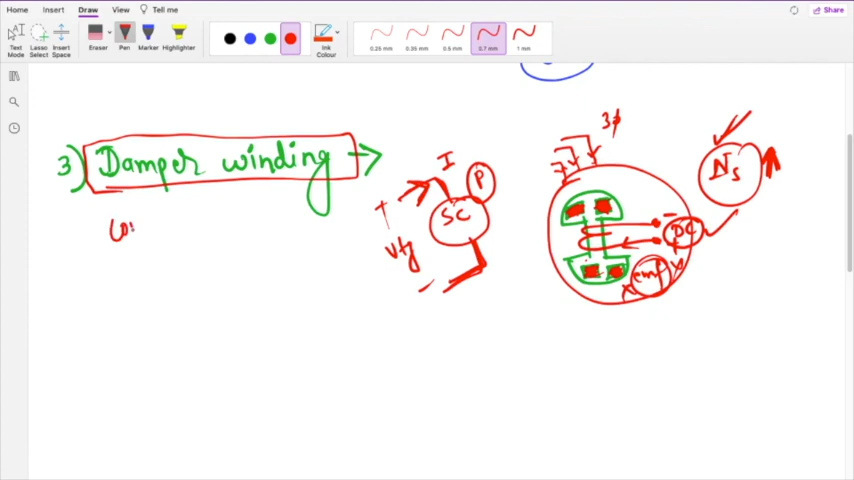 Home Insert Draw View Tell me Share
Text Mode Lasso Select Insert Space Eraser Pen Marker Highlighter Ink Colour 0.25 mm 0.35 mm 0.5 mm 0.7 mm 1 mm
3) Damper winding →
I
P
SC
+
Vtg
−
3ϕ
Ns
− DC
+
emf